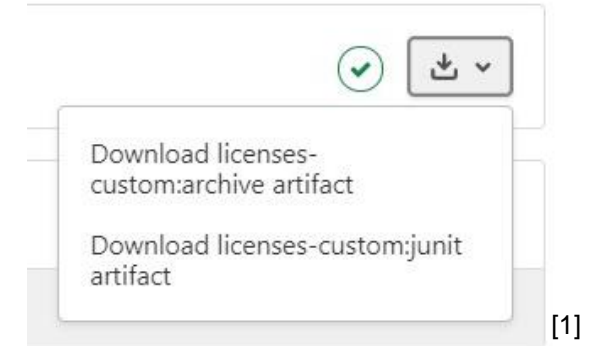 Download licenses-
custom:archive artifact
Download licenses-custom:junit
artifact
[1]